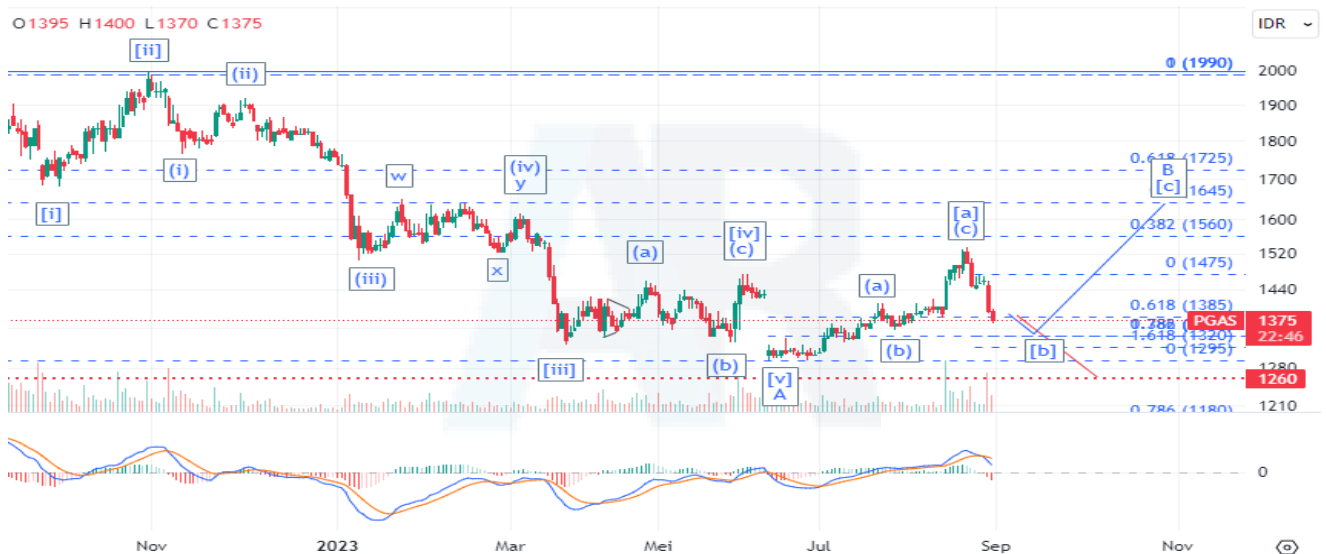 O1395 H1400 L1370 C1375
IDR
[ii]
(ii)
(1990)
2000
1900
1800
(i)
0.618 (1725)
w
(iv)
y
B
[c]
1700
[i]
1645)
1600
[a]
(c)
0.382 (1560)
[iv]
(c)
(a)
x
(iii)
1520
0 (1475)
1440
(a)
0.618 (1385)
PGAS 1375
22:46
1.618 (1320)
(b)
[b]
0 (1295)
[iii]
(b)
1280
[v]
A
1260
0.786 (1180)
1210
0
Nov 2023 Mar Mei Jul Sep Nov